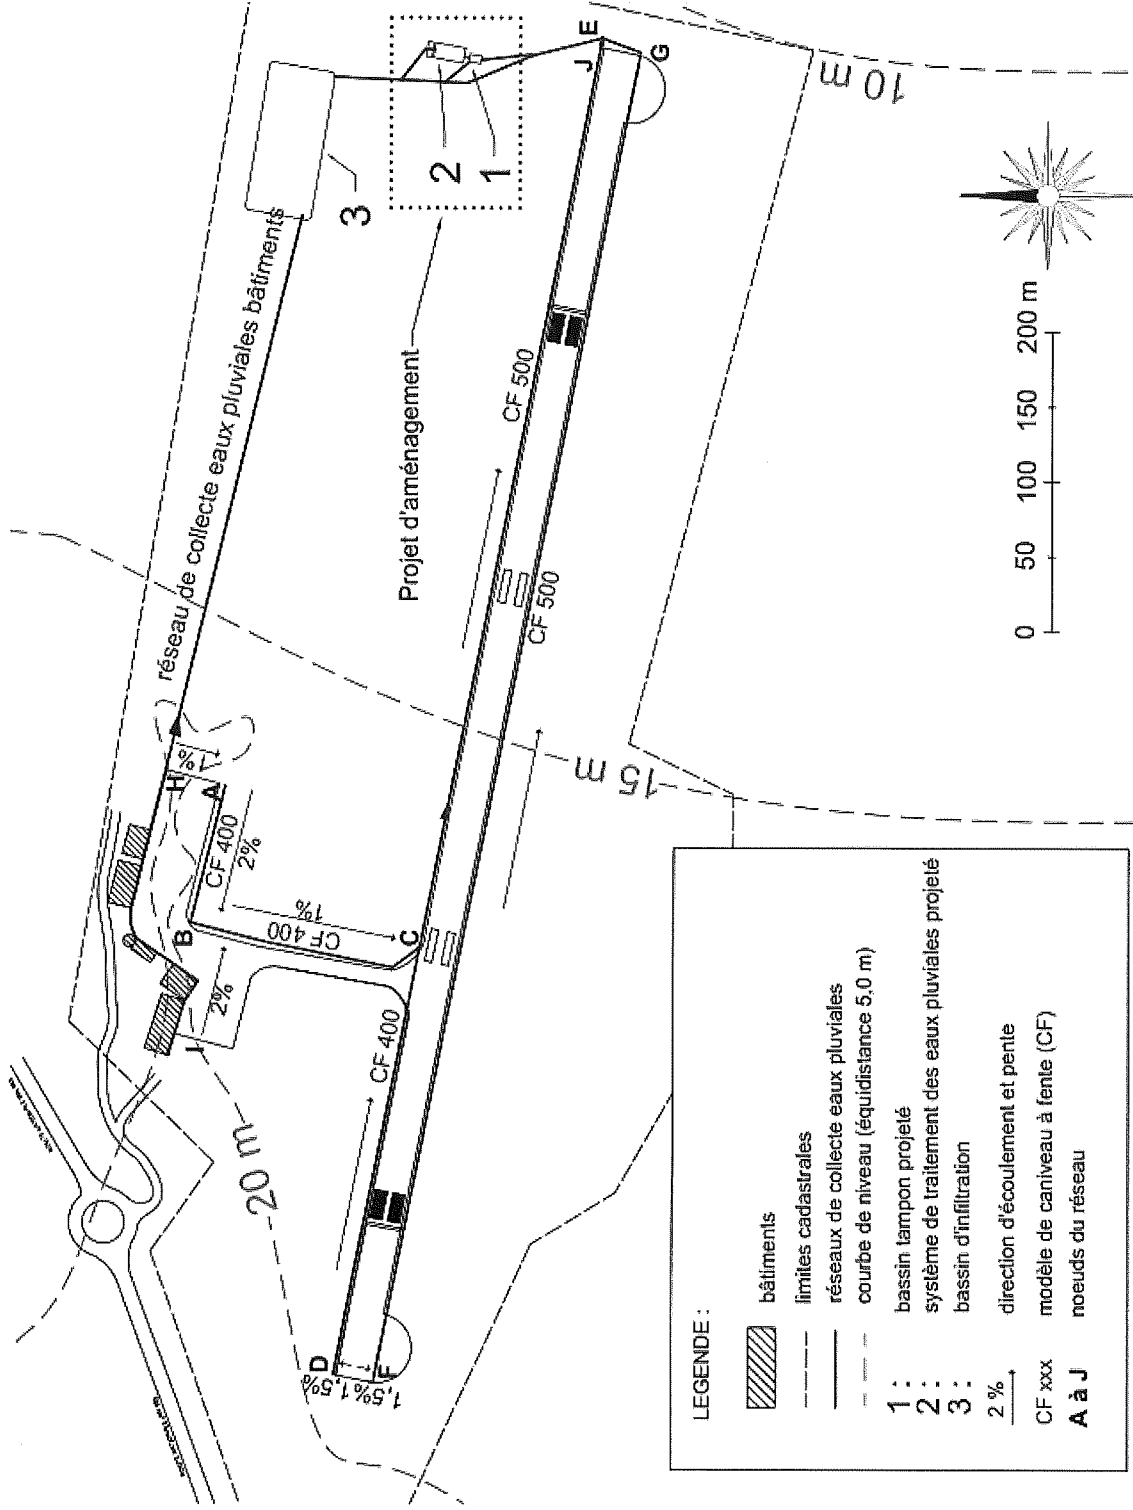 réseau de collecte eaux pluviales bâtiments
3
2
1
Projet d'aménagement
E
J
G
10 m
15 m
20 m
H
1%
A
CF 400
2%
B
CF 400
1%
2%
I
C
CF 400
CF 500
CF 500
D
F
1,5%
1,5%
0 50 100 150 200 m
LEGENDE :
bâtiments
limites cadastrales
réseaux de collecte eaux pluviales
courbe de niveau (équidistance 5,0 m)
1 : bassin tampon projeté
2 : système de traitement des eaux pluviales projeté
3 : bassin d'infiltration
2 % direction d'écoulement et pente
CF xxx modèle de caniveau à fente (CF)
A à J noeuds du réseau